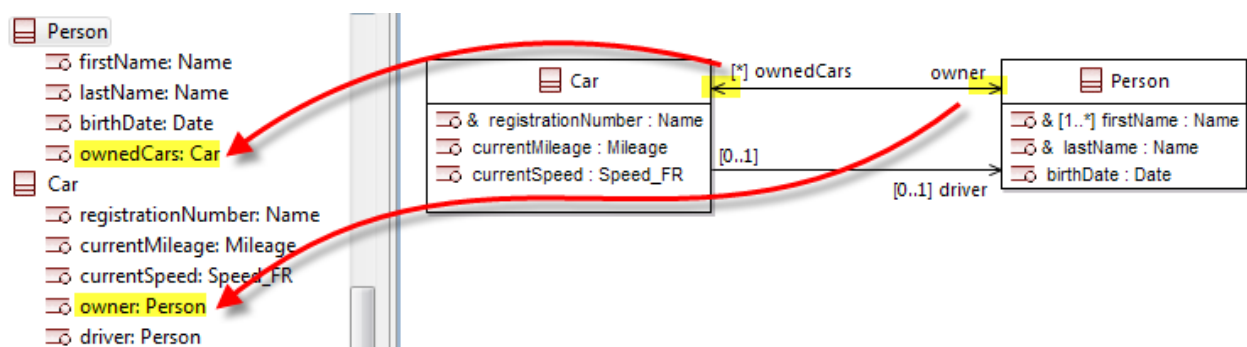 Person
firstName: Name
lastName: Name
birthDate: Date
ownedCars: Car
Car
registrationNumber: Name
currentMileage: Mileage
currentSpeed: Speed_FR
owner: Person
driver: Person
Car
& registrationNumber : Name
currentMileage : Mileage
currentSpeed : Speed_FR
[*] ownedCars
owner
[0..1]
[0..1] driver
Person
& [1..*] firstName : Name
& lastName : Name
birthDate : Date